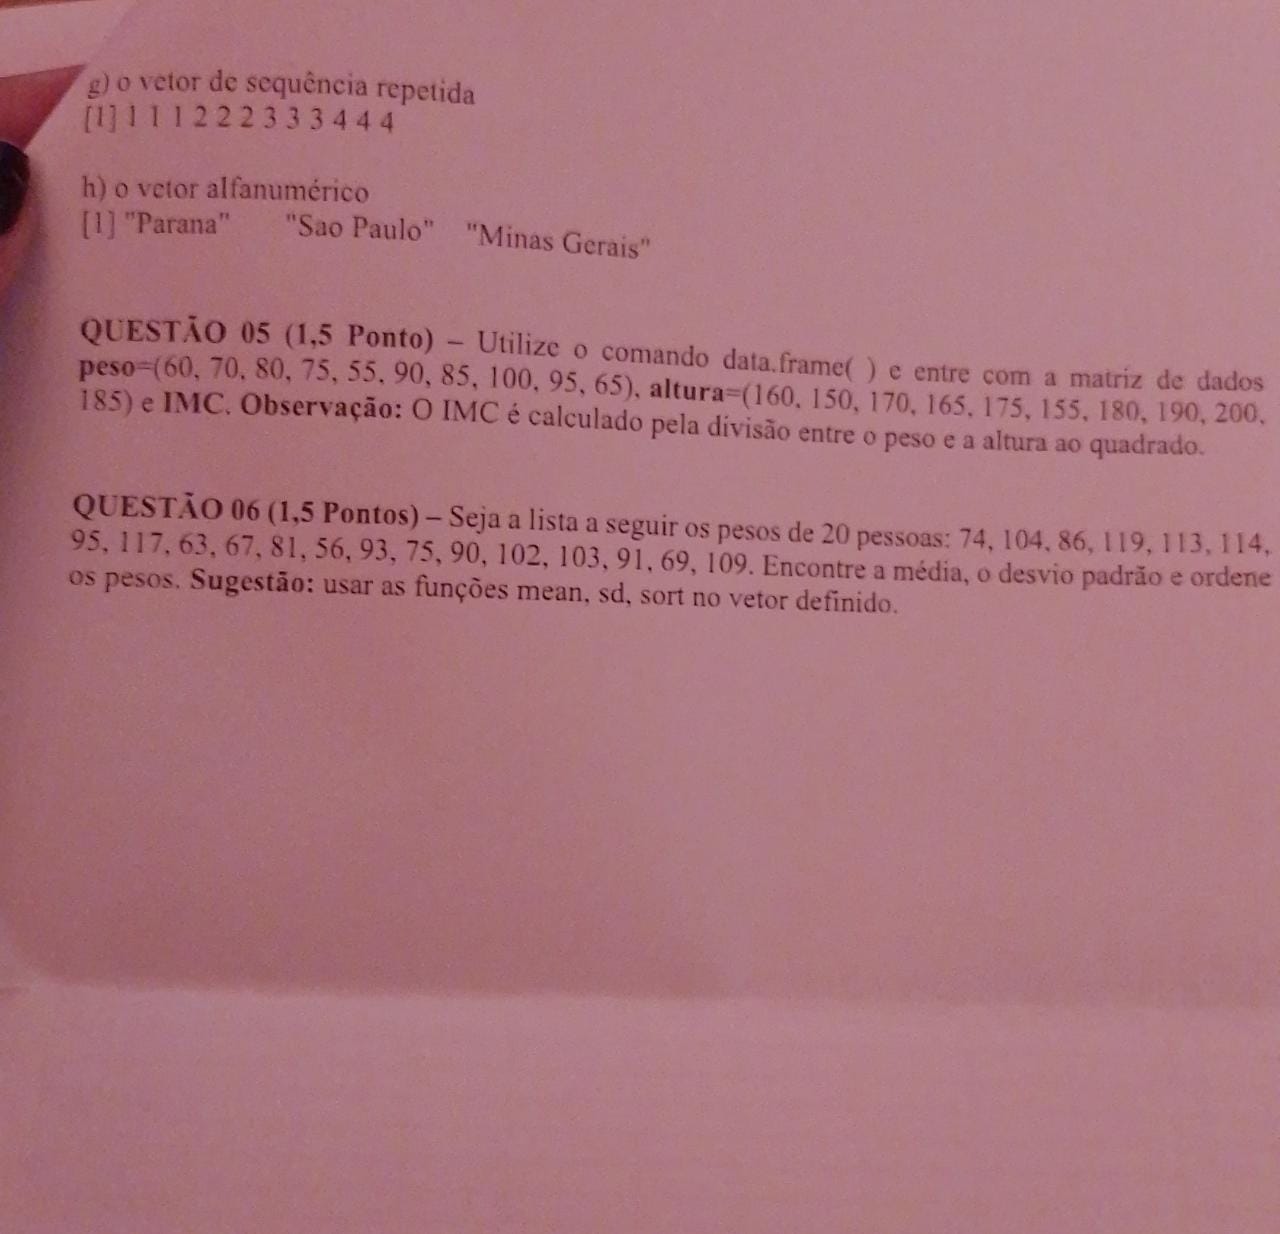 g) o vetor de sequência repetida
[1] 1 1 1 2 2 2 3 3 3 4 4 4
h) o vetor alfanumérico
[1] "Parana" "Sao Paulo" "Minas Gerais"
QUESTÃO 05 (1,5 Ponto) – Utilize o comando data.frame( ) e entre com a matriz de dados
peso=(60, 70, 80, 75, 55, 90, 85, 100, 95, 65), altura=(160, 150, 170, 165, 175, 155, 180, 190, 200,
185) e IMC. Observação: O IMC é calculado pela divisão entre o peso e a altura ao quadrado.
QUESTÃO 06 (1,5 Pontos) – Seja a lista a seguir os pesos de 20 pessoas: 74, 104, 86, 119, 113, 114,
95, 117, 63, 67, 81, 56, 93, 75, 90, 102, 103, 91, 69, 109. Encontre a média, o desvio padrão e ordene
os pesos. Sugestão: usar as funções mean, sd, sort no vetor definido.